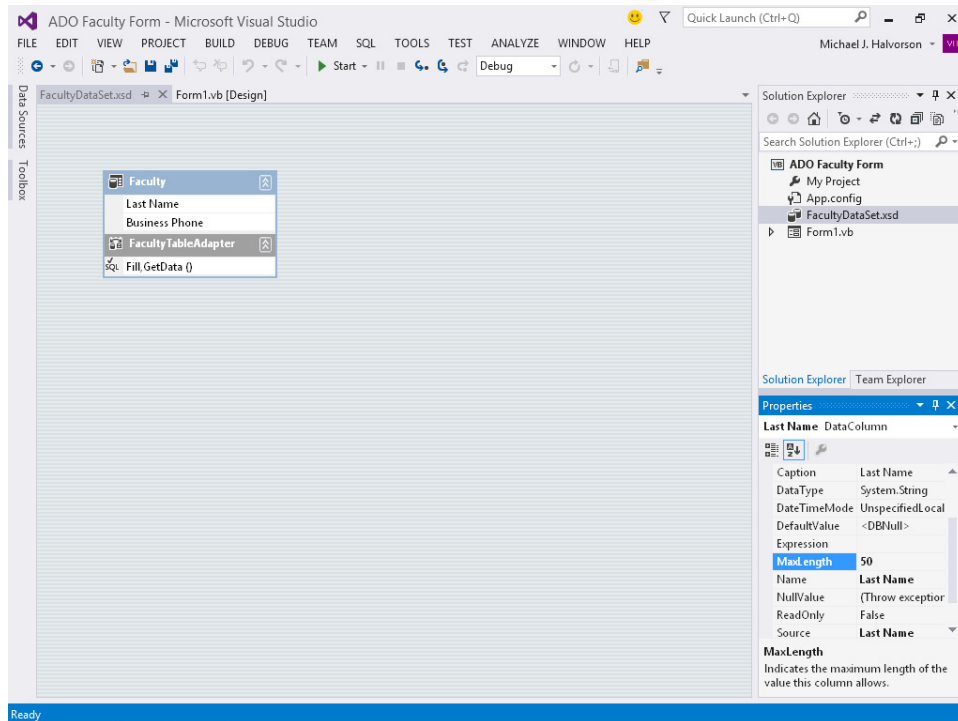 ADO Faculty Form - Microsoft Visual Studio
Quick Launch (Ctrl+Q)
FILE EDIT VIEW PROJECT BUILD DEBUG TEAM SQL TOOLS TEST ANALYZE WINDOW HELP
Michael J. Halvorson
Start
Debug
Data Sources
Toolbox
FacultyDataSet.xsd
Form1.vb [Design]
Faculty
Last Name
Business Phone
FacultyTableAdapter
SQL Fill,GetData ()
Solution Explorer
Search Solution Explorer (Ctrl+;)
VB ADO Faculty Form
My Project
App.config
FacultyDataSet.xsd
Form1.vb
Solution Explorer Team Explorer
Properties
Last Name DataColumn
Caption Last Name
DataType System.String
DateTimeMode UnspecifiedLocal
DefaultValue <DBNull>
Expression
MaxLength 50
Name Last Name
NullValue (Throw exception
ReadOnly False
Source Last Name
MaxLength
Indicates the maximum length of the
value this column allows.
Ready